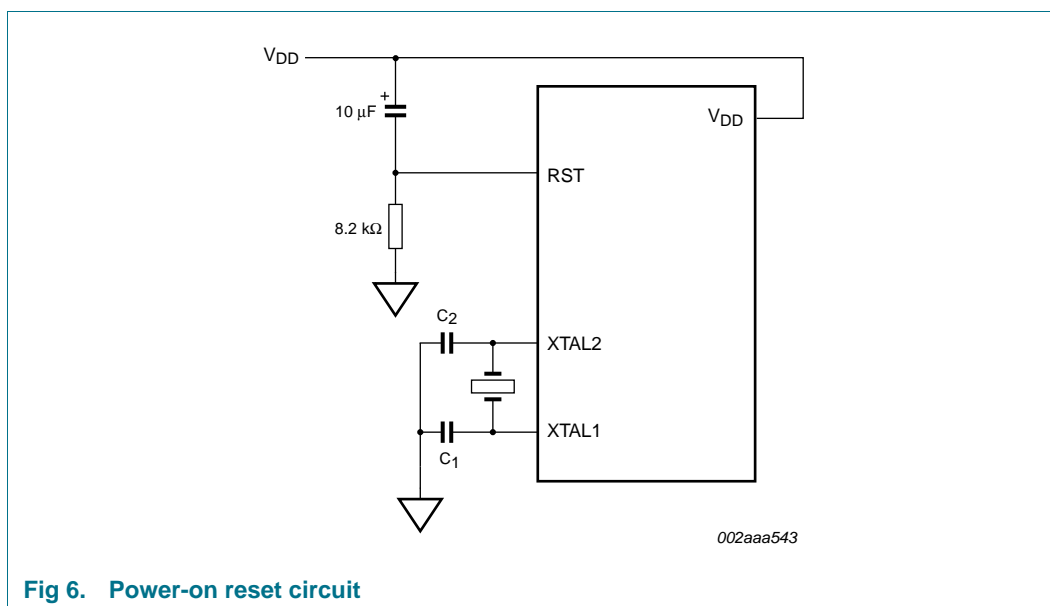 VDD
10 μF
VDD
RST
8.2 kΩ
C2
XTAL2
XTAL1
C1
002aaa543
Fig 6. Power-on reset circuit